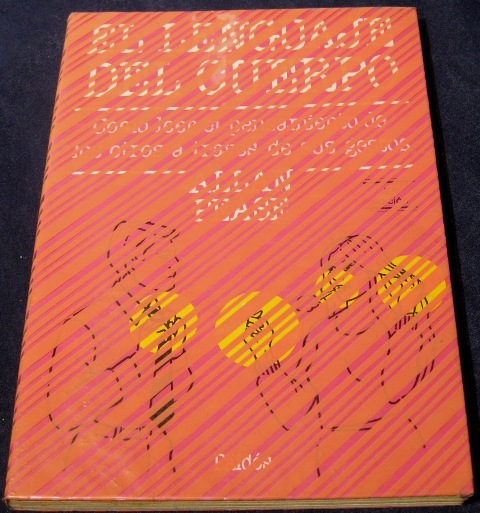 EL LENGUAJE
DEL CUERPO
Cómo leer el pensamiento de
los otros a través de sus gestos
ALLAN
PEASE
Paidós